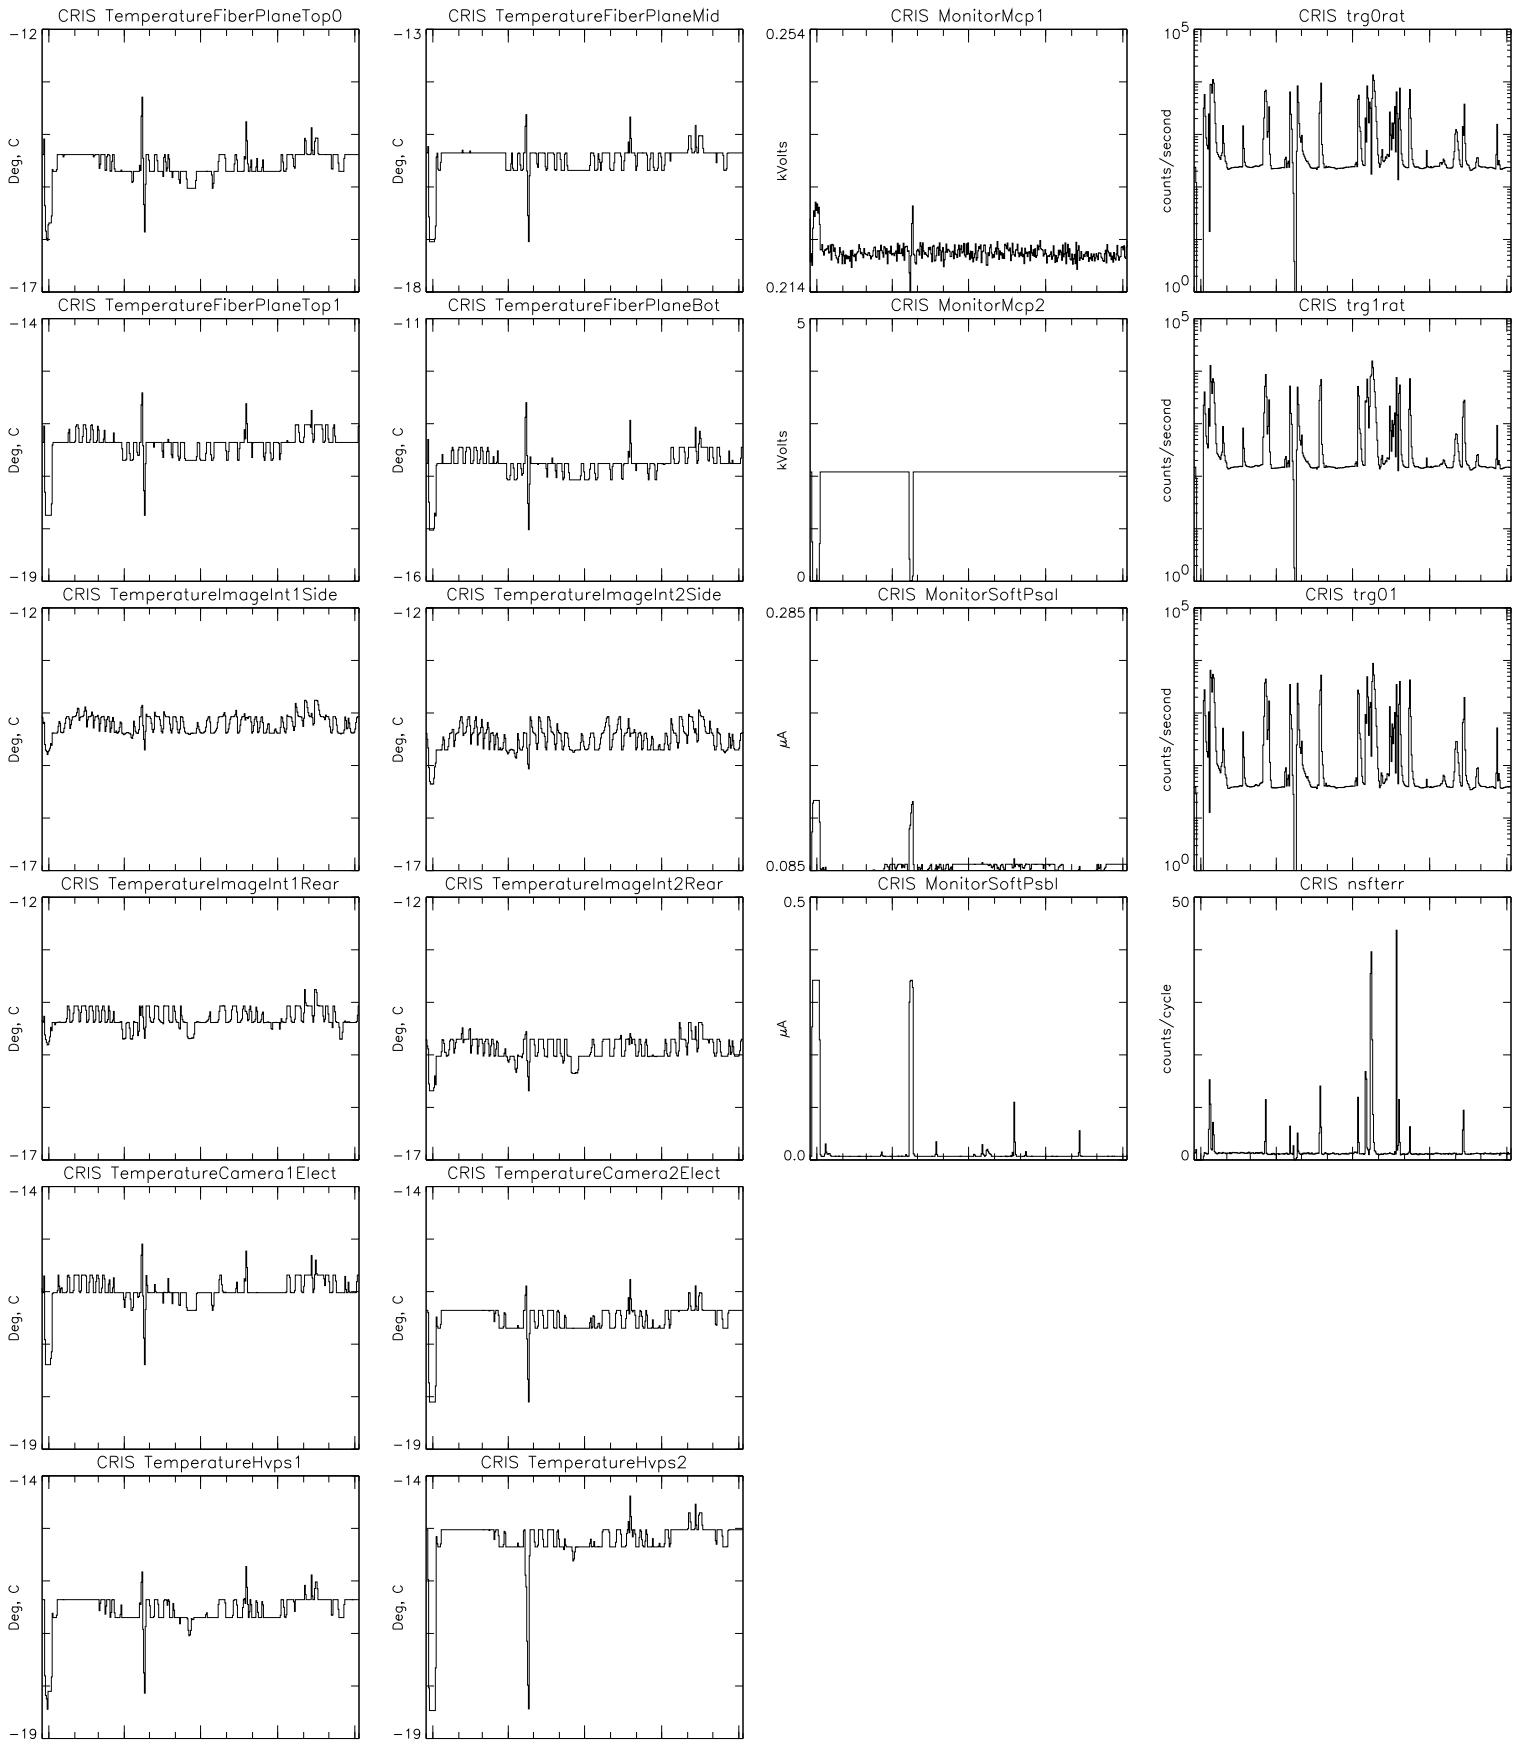 CRIS TemperatureFiberPlaneTop0
-12
Deg, C
-17
CRIS TemperatureFiberPlaneMid
-13
Deg, C
-18
CRIS MonitorMcp1
0.254
kVolts
0.214
CRIS trg0rat
10^5
counts/second
10^0
CRIS TemperatureFiberPlaneTop1
-14
Deg, C
-19
CRIS TemperatureFiberPlaneBot
-11
Deg, C
-16
CRIS MonitorMcp2
5
kVolts
0
CRIS trg1rat
10^5
counts/second
10^0
CRIS TemperatureImageInt1Side
-12
Deg, C
-17
CRIS TemperatureImageInt2Side
-12
Deg, C
-17
CRIS MonitorSoftPsaI
0.285
μA
0.085
CRIS trg01
10^5
counts/second
10^0
CRIS TemperatureImageInt1Rear
-12
Deg, C
-17
CRIS TemperatureImageInt2Rear
-12
Deg, C
-17
CRIS MonitorSoftPsbI
0.5
μA
0.0
CRIS nsfterr
50
counts/cycle
0
CRIS TemperatureCamera1Elect
-14
Deg, C
-19
CRIS TemperatureCamera2Elect
-14
Deg, C
-19
CRIS TemperatureHvps1
-14
Deg, C
-19
CRIS TemperatureHvps2
-14
Deg, C
-19